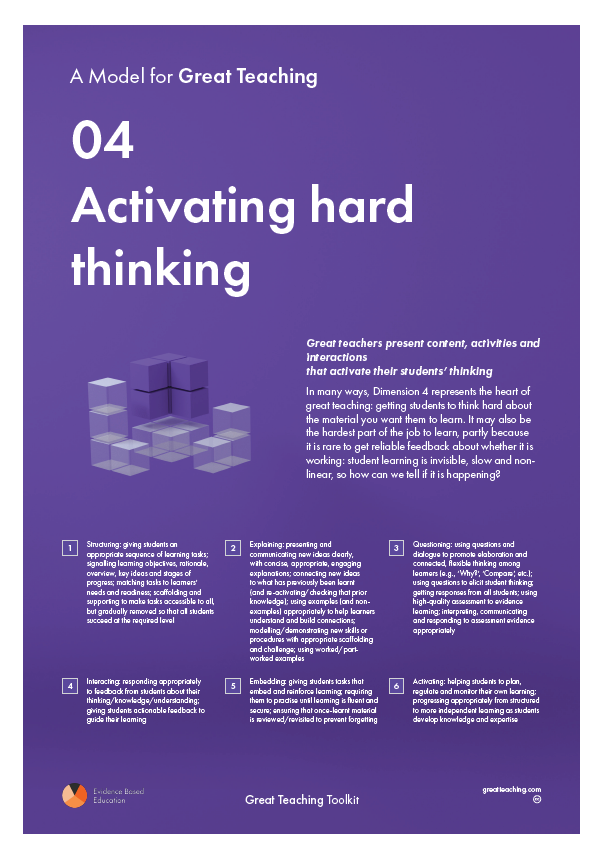 A Model for Great Teaching
04
Activating hard
thinking
Great teachers present content, activities and
interactions
that activate their students' thinking
In many ways, Dimension 4 represents the heart of
great teaching: getting students to think hard about
the material you want them to learn. It may also be
the hardest part of the job to learn, partly because
it is rare to get reliable feedback about whether it is
working: student learning is invisible, slow and non-
linear, so how can we tell if it is happening?
1
Structuring: giving students an
appropriate sequence of learning tasks;
signalling learning objectives, rationale,
overview, key ideas and stages of
progress; matching tasks to learners'
needs and readiness; scaffolding and
supporting to make tasks accessible to all,
but gradually removed so that all students
succeed at the required level
2
Explaining: presenting and
communicating new ideas clearly,
with concise, appropriate, engaging
explanations; connecting new ideas
to what has previously been learnt
(and re-activating/checking that prior
knowledge); using examples (and non-
examples) appropriately to help learners
understand and build connections;
modelling/demonstrating new skills or
procedures with appropriate scaffolding
and challenge; using worked/part-
worked examples
3
Questioning: using questions and
dialogue to promote elaboration and
connected, flexible thinking among
learners (e.g., 'Why?', 'Compare', etc.);
using questions to elicit student thinking;
getting responses from all students; using
high-quality assessment to evidence
learning; interpreting, communicating
and responding to assessment evidence
appropriately
4
Interacting: responding appropriately
to feedback from students about their
thinking/knowledge/understanding;
giving students actionable feedback to
guide their learning
5
Embedding: giving students tasks that
embed and reinforce learning; requiring
them to practise until learning is fluent and
secure; ensuring that once-learnt material
is reviewed/revisited to prevent forgetting
6
Activating: helping students to plan,
regulate and monitor their own learning;
progressing appropriately from structured
to more independent learning as students
develop knowledge and expertise
Evidence Based
Education
Great Teaching Toolkit
greatteaching.com
cc